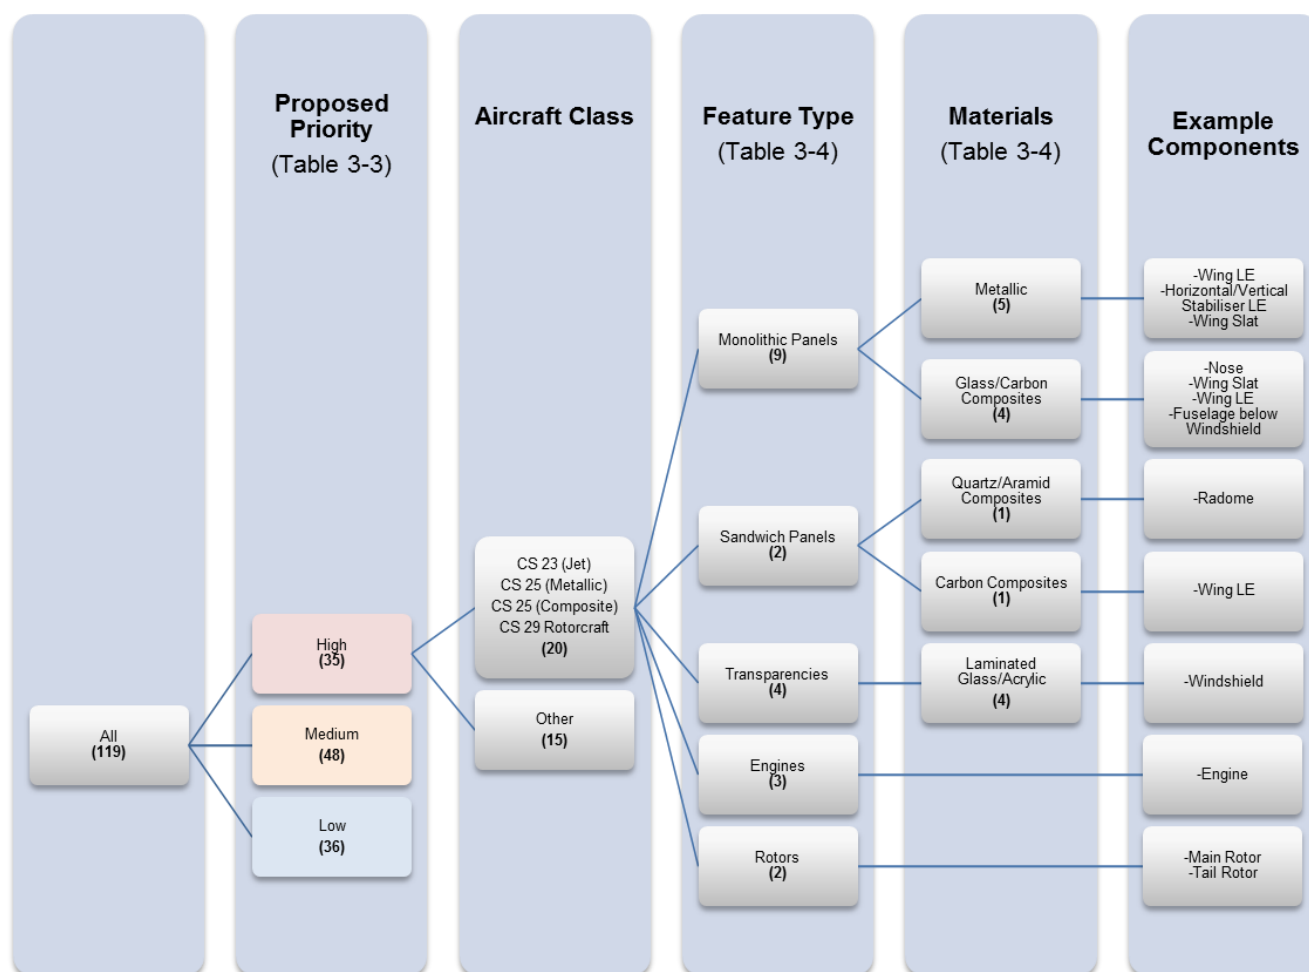 Proposed
Priority
(Table 3-3)
Aircraft Class
Feature Type
(Table 3-4)
Materials
(Table 3-4)
Example
Components
All
(119)
High
(35)
Medium
(48)
Low
(36)
CS 23 (Jet)
CS 25 (Metallic)
CS 25 (Composite)
CS 29 Rotorcraft
(20)
Other
(15)
Monolithic Panels
(9)
Sandwich Panels
(2)
Transparencies
(4)
Engines
(3)
Rotors
(2)
Metallic
(5)
Glass/Carbon
Composites
(4)
Quartz/Aramid
Composites
(1)
Carbon Composites
(1)
Laminated
Glass/Acrylic
(4)
-Wing LE
-Horizontal/Vertical
Stabiliser LE
-Wing Slat
-Nose
-Wing Slat
-Wing LE
-Fuselage below
Windshield
-Radome
-Wing LE
-Windshield
-Engine
-Main Rotor
-Tail Rotor